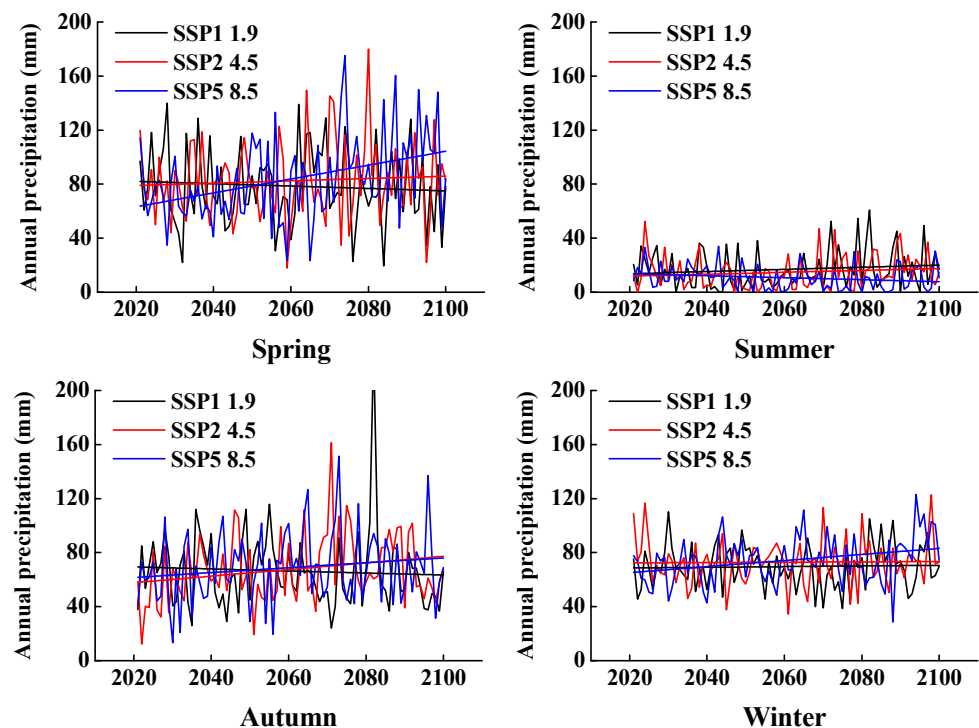 Annual precipitation (mm)
200
160
120
80
40
0
SSP1 1.9
SSP2 4.5
SSP5 8.5
2020 2040 2060 2080 2100
Spring
Annual precipitation (mm)
200
160
120
80
40
0
SSP1 1.9
SSP2 4.5
SSP5 8.5
2020 2040 2060 2080 2100
Summer
Annual precipitation (mm)
200
160
120
80
40
0
SSP1 1.9
SSP2 4.5
SSP5 8.5
2020 2040 2060 2080 2100
Autumn
Annual precipitation (mm)
200
160
120
80
40
0
SSP1 1.9
SSP2 4.5
SSP5 8.5
2020 2040 2060 2080 2100
Winter